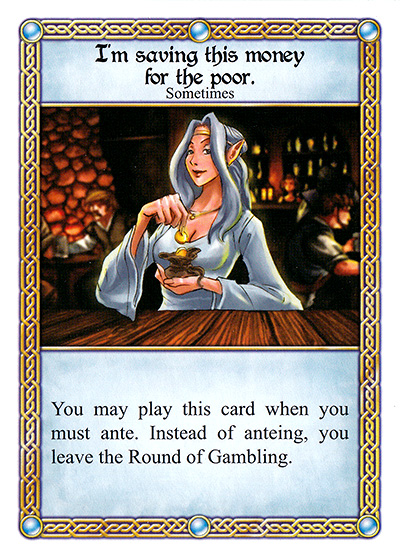 I'm saving this money
for the poor.
Sometimes
You may play this card when you
must ante. Instead of anteing, you
leave the Round of Gambling.